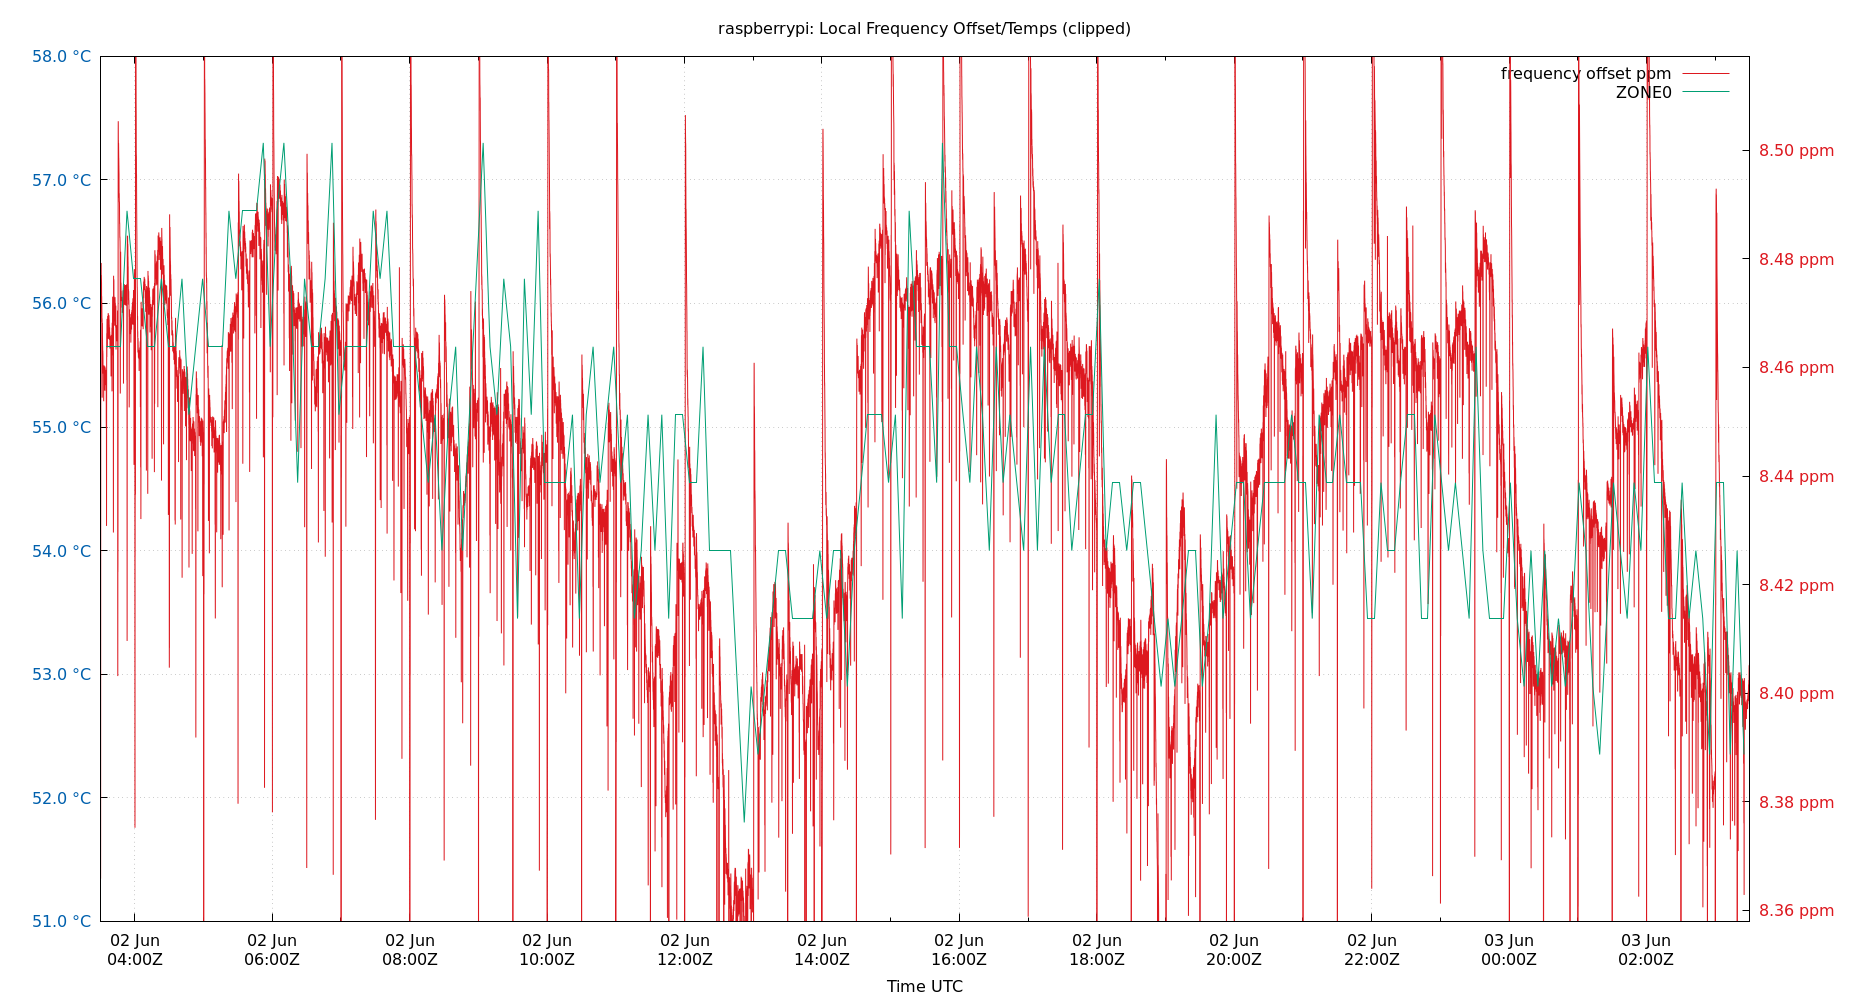 raspberrypi: Local Frequency Offset/Temps (clipped)
frequency offset ppm
ZONE0
58.0 °C
57.0 °C
56.0 °C
55.0 °C
54.0 °C
53.0 °C
52.0 °C
51.0 °C
8.50 ppm
8.48 ppm
8.46 ppm
8.44 ppm
8.42 ppm
8.40 ppm
8.38 ppm
8.36 ppm
02 Jun 02 Jun 02 Jun 02 Jun 02 Jun 02 Jun 02 Jun 02 Jun 02 Jun 02 Jun 03 Jun 03 Jun
04:00Z 06:00Z 08:00Z 10:00Z 12:00Z 14:00Z 16:00Z 18:00Z 20:00Z 22:00Z 00:00Z 02:00Z
Time UTC